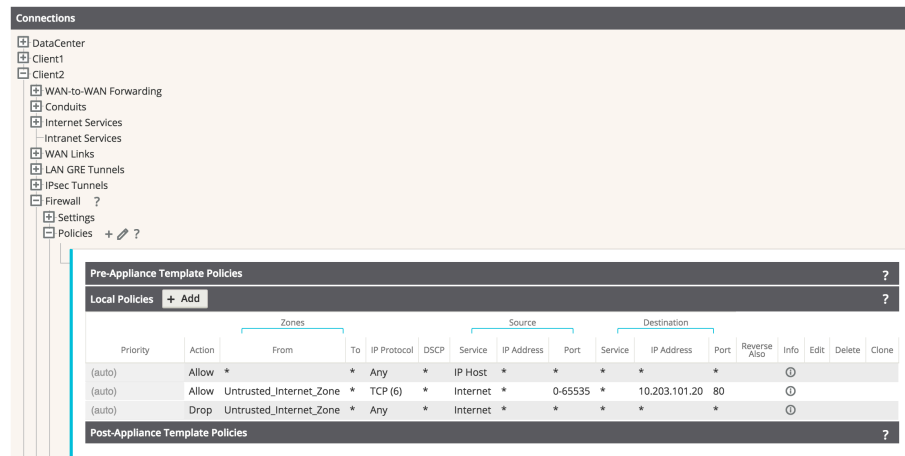 Connections
DataCenter
Client1
Client2
WAN-to-WAN Forwarding
Conduits
Internet Services
Intranet Services
WAN Links
LAN GRE Tunnels
IPsec Tunnels
Firewall ?
Settings
Policies + ?
Pre-Appliance Template Policies ?
Local Policies + Add ?
Zones Source Destination
Priority Action From To IP Protocol DSCP Service IP Address Port Service IP Address Port Reverse Also Info Edit Delete Clone
(auto) Allow * * Any * IP Host * * * * *
(auto) Allow Untrusted_Internet_Zone * TCP (6) * Internet * 0-65535 * 10.203.101.20 80
(auto) Drop Untrusted_Internet_Zone * Any * Internet * * * * *
Post-Appliance Template Policies ?